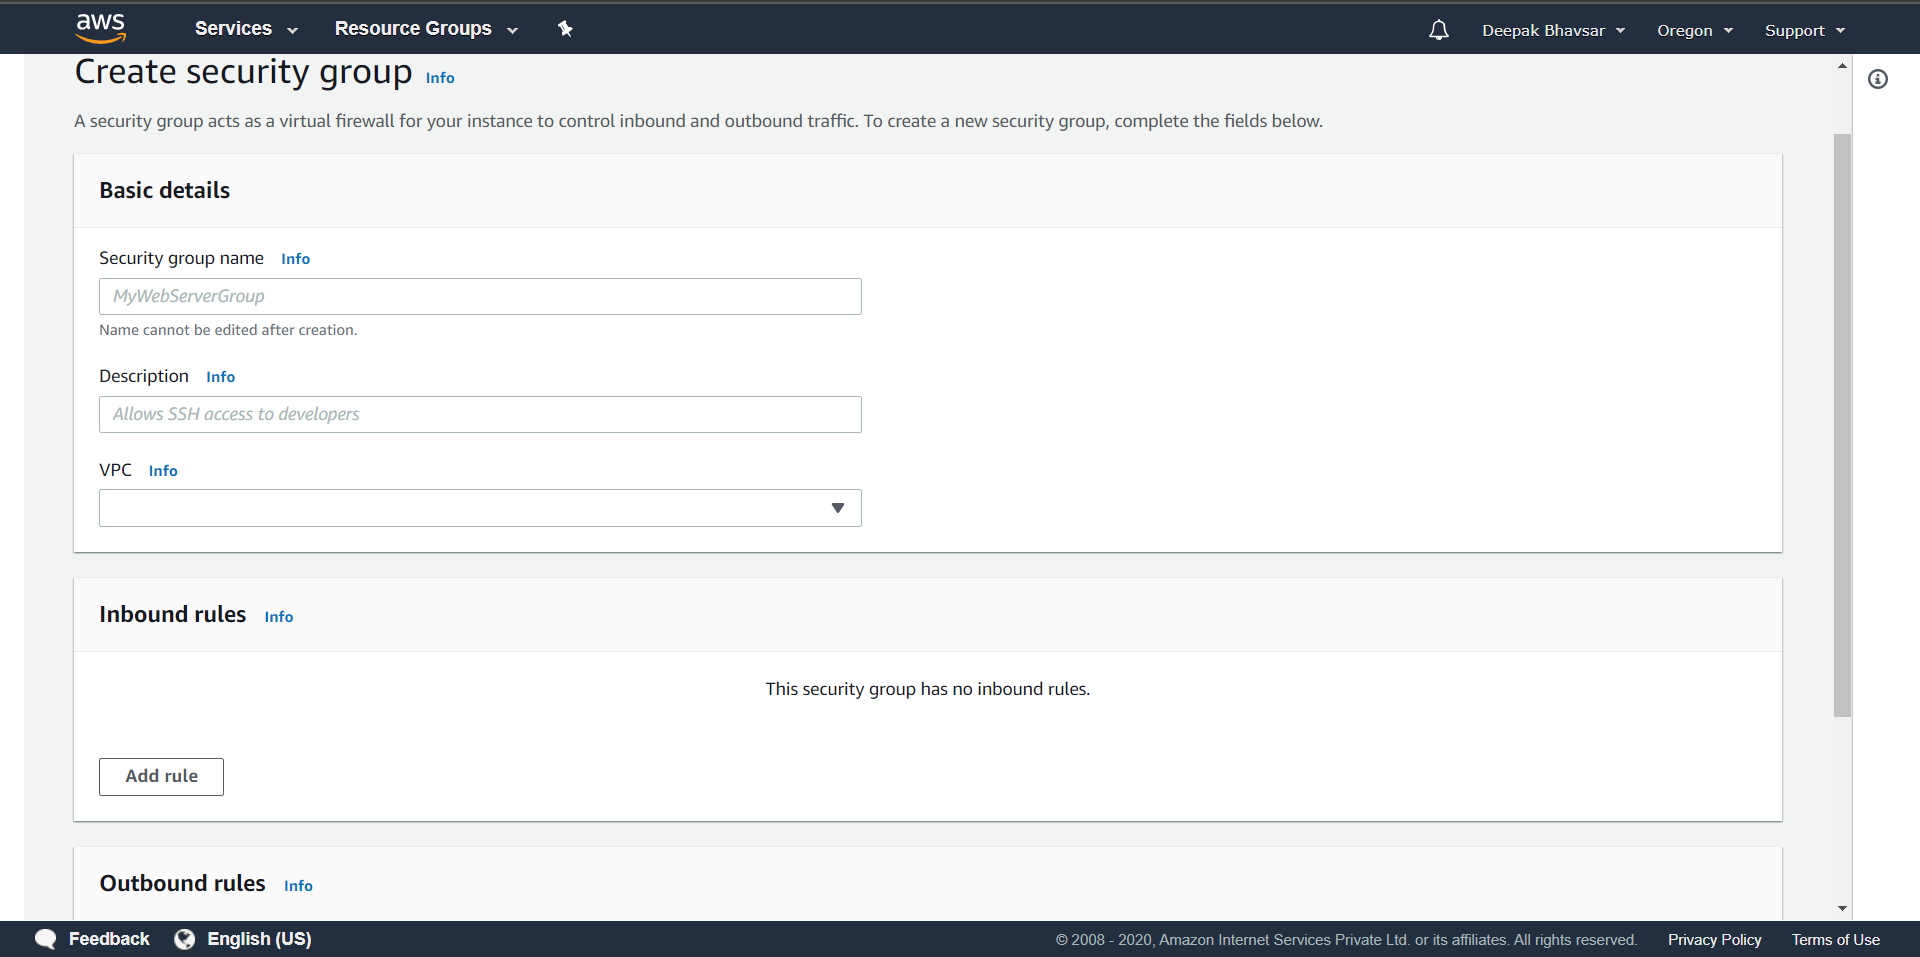 aws Services Resource Groups Deepak Bhavsar Oregon Support
Create security group Info
A security group acts as a virtual firewall for your instance to control inbound and outbound traffic. To create a new security group, complete the fields below.
Basic details
Security group name Info
MyWebServerGroup
Name cannot be edited after creation.
Description Info
Allows SSH access to developers
VPC Info
Inbound rules Info
This security group has no inbound rules.
Add rule
Outbound rules Info
Feedback English (US) © 2008 - 2020, Amazon Internet Services Private Ltd. or its affiliates. All rights reserved. Privacy Policy Terms of Use